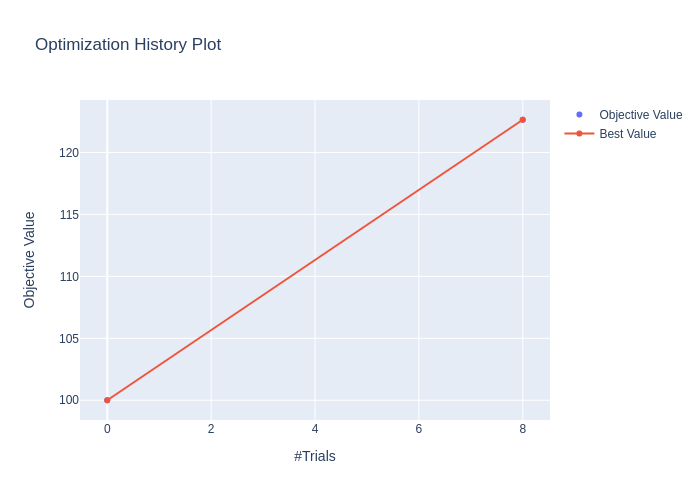 Optimization History Plot
Objective Value
Best Value
120
115
110
105
100
Objective Value
0 2 4 6 8
#Trials